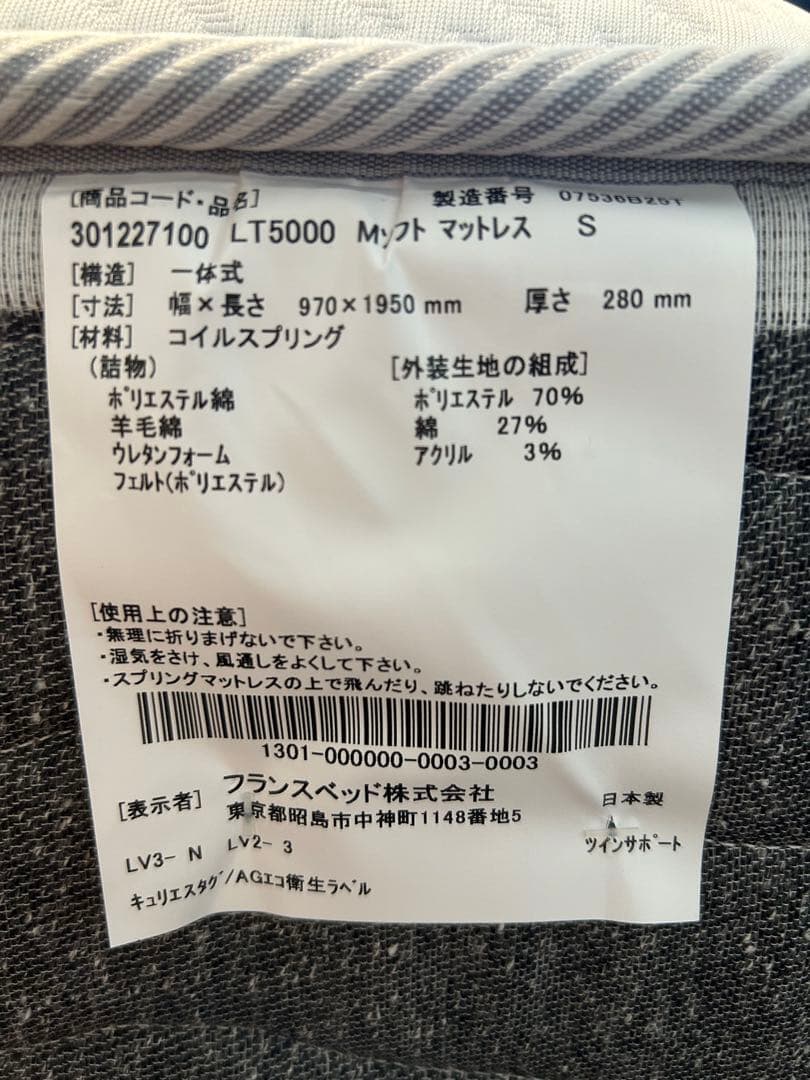 [商品コード・品名] 製造番号
301227100 LT5000 Mソフト マットレス S
[構造] 一体式
[寸法] 幅×長さ 970×1950 mm 厚さ 280 mm
[材料] コイルスプリング
(詰物) [外装生地の組成]
ポリエステル綿 ポリエステル 70%
羊毛綿 綿 27%
ウレタンフォーム アクリル 3%
フェルト(ポリエステル)
[使用上の注意]
・無理に折りまげないで下さい。
・湿気をさけ、風通しをよくして下さい。
・スプリングマットレスの上で飛んだり、跳ねたりしないでください。
1301-000000-0003-0003
[表示者] フランスベッド株式会社 日本製
東京都昭島市中神町1148番地5
LV3- N LV2- 3 ツインサポート
キュリエスタグ/AGエコ衛生ラベル